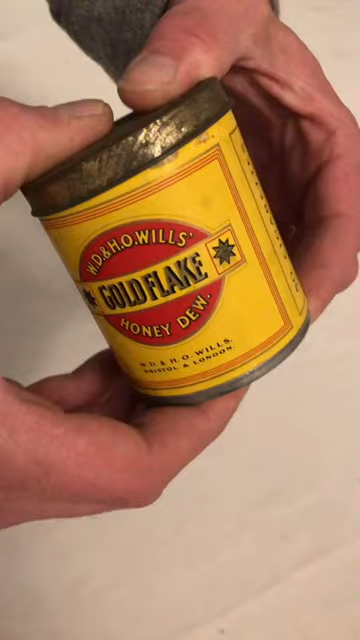 W.D.&H.O.WILLS'
GOLD FLAKE
HONEY DEW.
W.D. & H.O. WILLS.
BRISTOL & LONDON.